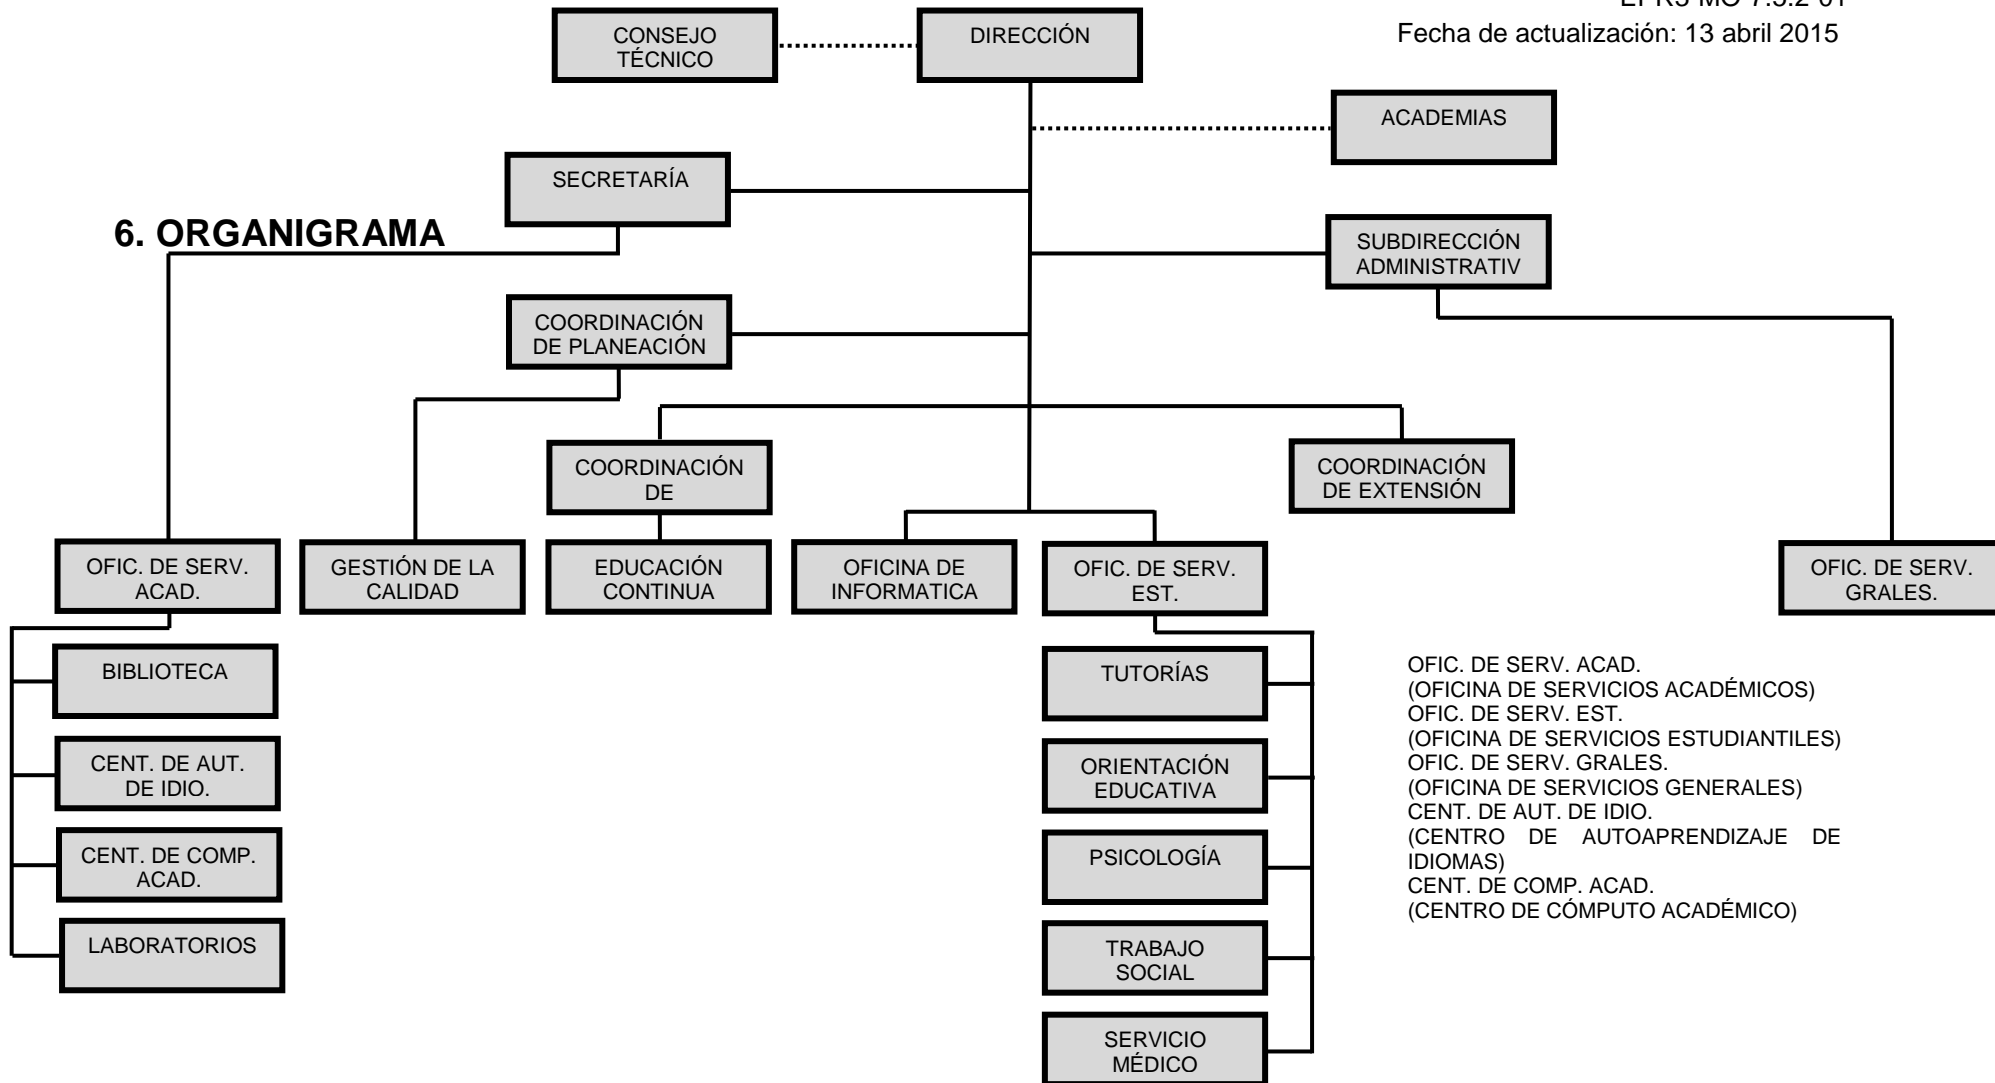 Fecha de actualización: 13 abril 2015
CONSEJO
TÉCNICO
DIRECCIÓN
ACADEMIAS
SECRETARÍA
6. ORGANIGRAMA
SUBDIRECCIÓN
ADMINISTRATIV
COORDINACIÓN
DE PLANEACIÓN
COORDINACIÓN
DE
COORDINACIÓN
DE EXTENSIÓN
OFIC. DE SERV.
ACAD.
GESTIÓN DE LA
CALIDAD
EDUCACIÓN
CONTINUA
OFICINA DE
INFORMATICA
OFIC. DE SERV.
EST.
OFIC. DE SERV.
GRALES.
BIBLIOTECA
CENT. DE AUT.
DE IDIO.
CENT. DE COMP.
ACAD.
LABORATORIOS
TUTORÍAS
ORIENTACIÓN
EDUCATIVA
PSICOLOGÍA
TRABAJO
SOCIAL
SERVICIO
MÉDICO
OFIC. DE SERV. ACAD.
(OFICINA DE SERVICIOS ACADÉMICOS)
OFIC. DE SERV. EST.
(OFICINA DE SERVICIOS ESTUDIANTILES)
OFIC. DE SERV. GRALES.
(OFICINA DE SERVICIOS GENERALES)
CENT. DE AUT. DE IDIO.
(CENTRO DE AUTOAPRENDIZAJE DE
IDIOMAS)
CENT. DE COMP. ACAD.
(CENTRO DE CÓMPUTO ACADÉMICO)